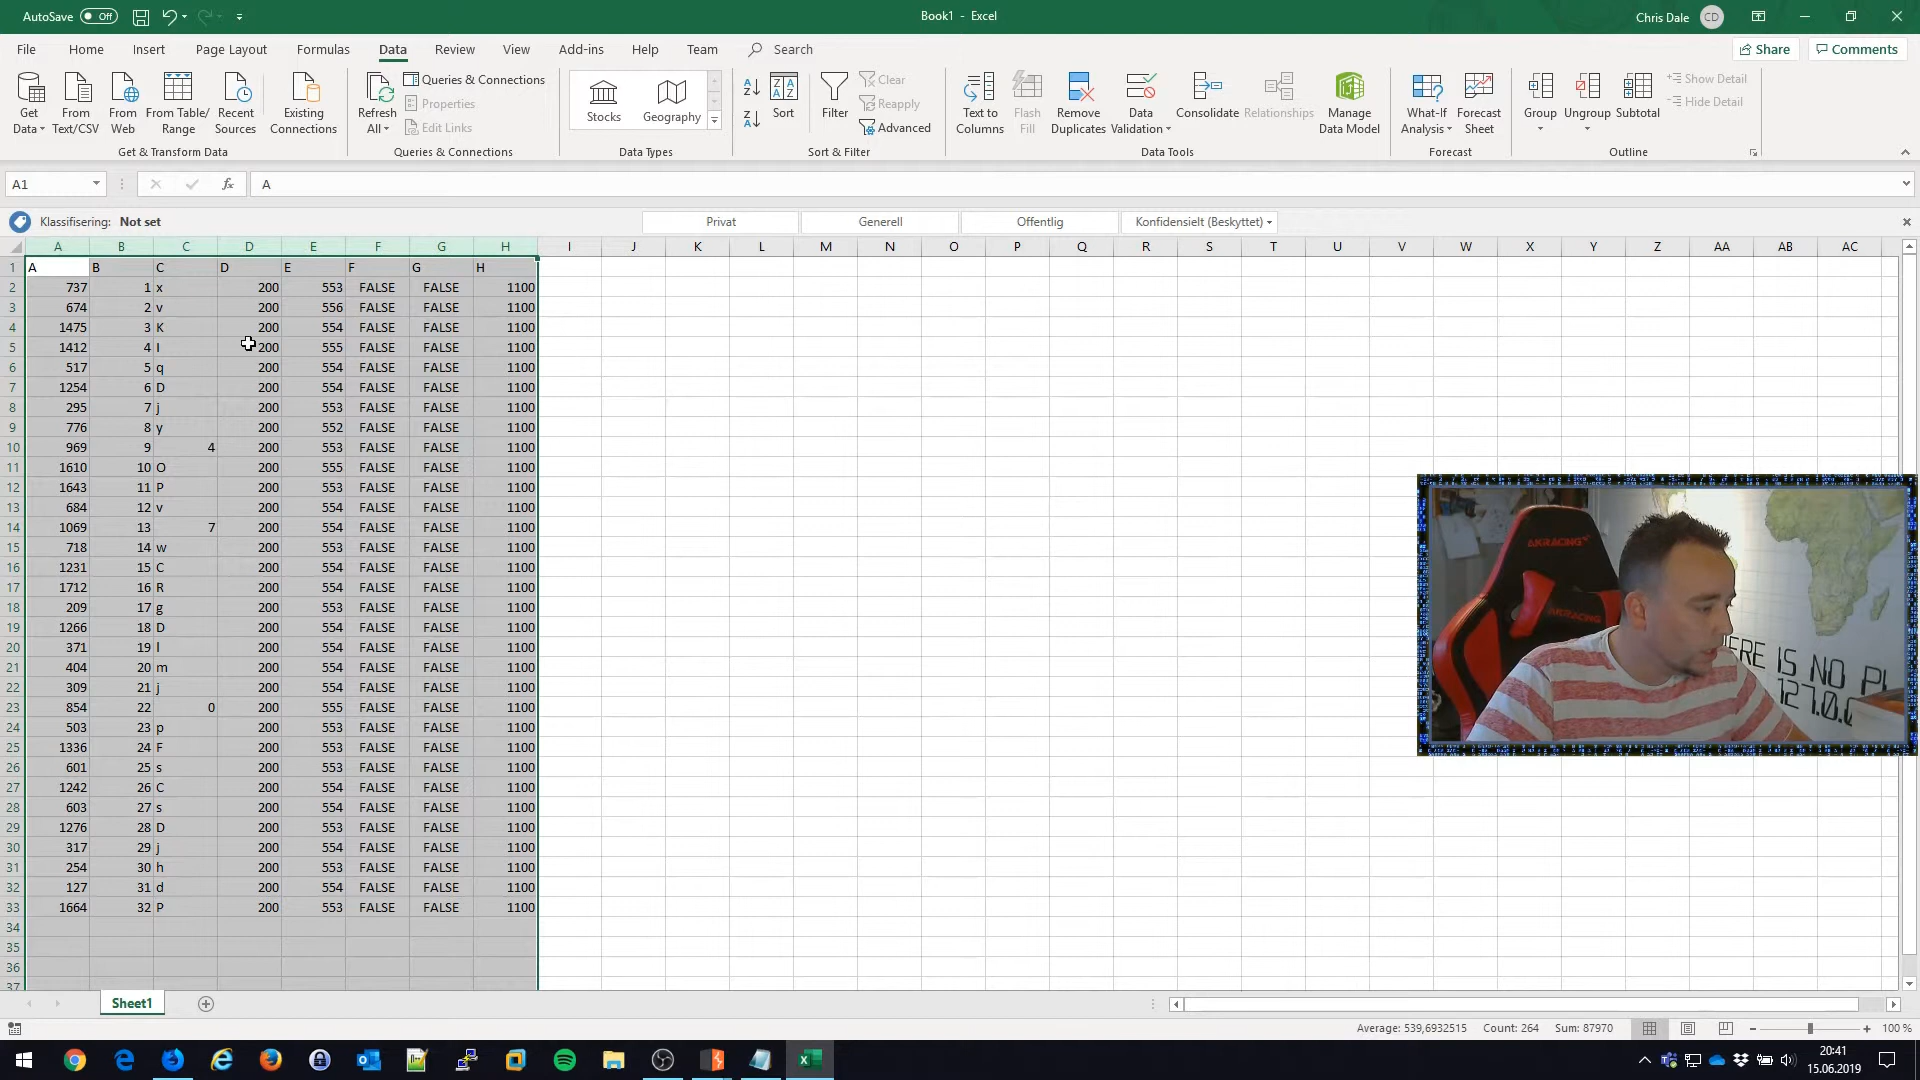 AutoSave Off
Book1 - Excel
Chris Dale CD
File Home Insert Page Layout Formulas Data Review View Add-ins Help Team Search
Share Comments
Get Data
From Text/CSV
From Web
From Table/ Range
Recent Sources
Existing Connections
Refresh All
Queries & Connections
Properties
Edit Links
Stocks
Geography
Sort
Filter
Clear
Reapply
Advanced
Text to Columns
Flash Fill
Remove Duplicates
Data Validation
Consolidate
Relationships
Manage Data Model
What-If Analysis
Forecast Sheet
Group
Ungroup
Subtotal
Show Detail
Hide Detail
Get & Transform Data
Queries & Connections
Data Types
Sort & Filter
Data Tools
Forecast
Outline
A1 fx A
Klassifisering: Not set Privat Generell Offentlig Konfidensielt (Beskyttet)
A B C D E F G H I J K L M N O P Q R S T U V W X Y Z AA AB AC
1 A B C D E F G H
2 737 1 x 200 553 FALSE FALSE 1100
3 674 2 v 200 556 FALSE FALSE 1100
4 1475 3 K 200 554 FALSE FALSE 1100
5 1412 4 I 200 555 FALSE FALSE 1100
6 517 5 q 200 554 FALSE FALSE 1100
7 1254 6 D 200 554 FALSE FALSE 1100
8 295 7 j 200 553 FALSE FALSE 1100
9 776 8 y 200 552 FALSE FALSE 1100
10 969 9 4 200 553 FALSE FALSE 1100
11 1610 10 O 200 555 FALSE FALSE 1100
12 1643 11 P 200 553 FALSE FALSE 1100
13 684 12 v 200 554 FALSE FALSE 1100
14 1069 13 7 200 554 FALSE FALSE 1100
15 718 14 w 200 553 FALSE FALSE 1100
16 1231 15 C 200 554 FALSE FALSE 1100
17 1712 16 R 200 554 FALSE FALSE 1100
18 209 17 g 200 553 FALSE FALSE 1100
19 1266 18 D 200 554 FALSE FALSE 1100
20 371 19 l 200 554 FALSE FALSE 1100
21 404 20 m 200 554 FALSE FALSE 1100
22 309 21 j 200 554 FALSE FALSE 1100
23 854 22 0 200 555 FALSE FALSE 1100
24 503 23 p 200 553 FALSE FALSE 1100
25 1336 24 F 200 553 FALSE FALSE 1100
26 601 25 s 200 553 FALSE FALSE 1100
27 1242 26 C 200 554 FALSE FALSE 1100
28 603 27 s 200 554 FALSE FALSE 1100
29 1276 28 D 200 553 FALSE FALSE 1100
30 317 29 j 200 554 FALSE FALSE 1100
31 254 30 h 200 553 FALSE FALSE 1100
32 127 31 d 200 554 FALSE FALSE 1100
33 1664 32 P 200 553 FALSE FALSE 1100
34
35
36
37
AKRACING
AKRACING
ERE IS NO PL
127.0.0
Sheet1
Average: 539,6932515 Count: 264 Sum: 87970 100 %
20:41
15.06.2019